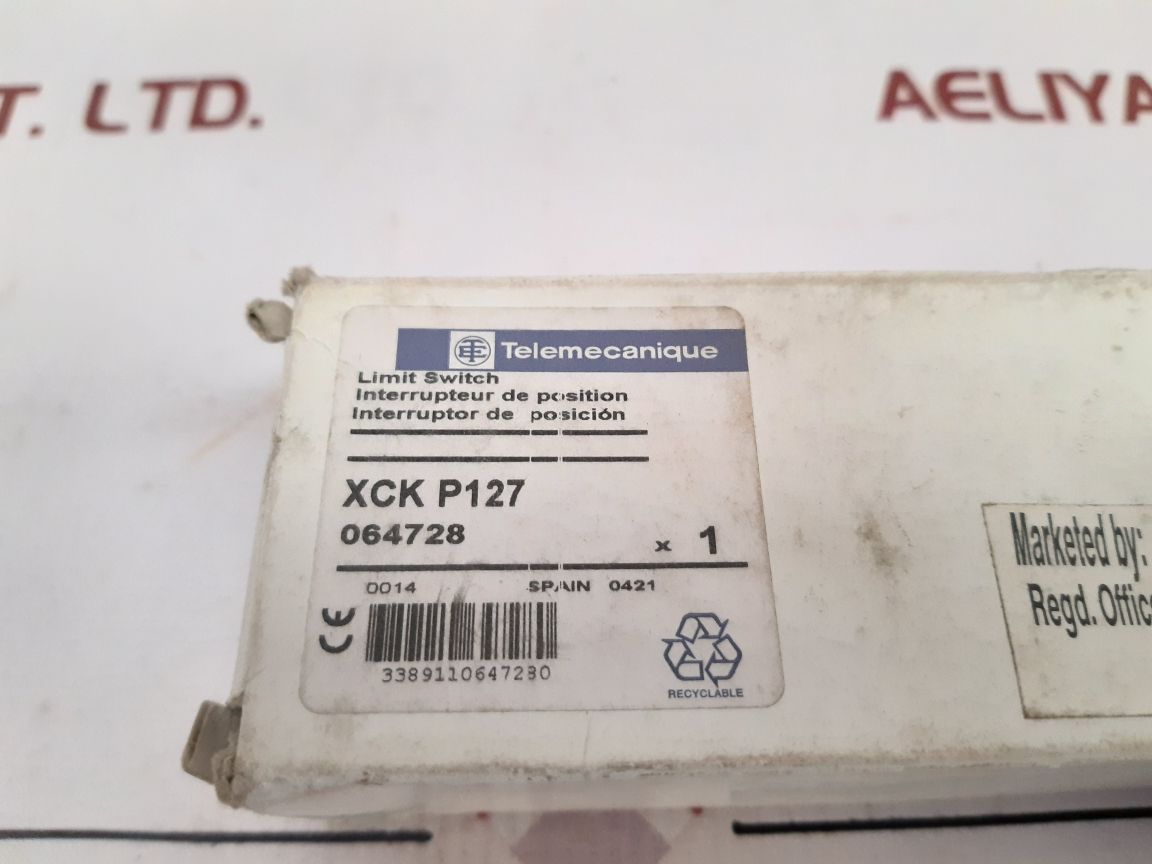 T. LTD.
AELIYA
Telemecanique
Limit Switch
Interrupteur de position
Interruptor de posición
XCK P127
064728
x 1
0014 SPAIN 0421
CE
3389110647280
RECYCLABLE
Marketed by:
Regd. Offic